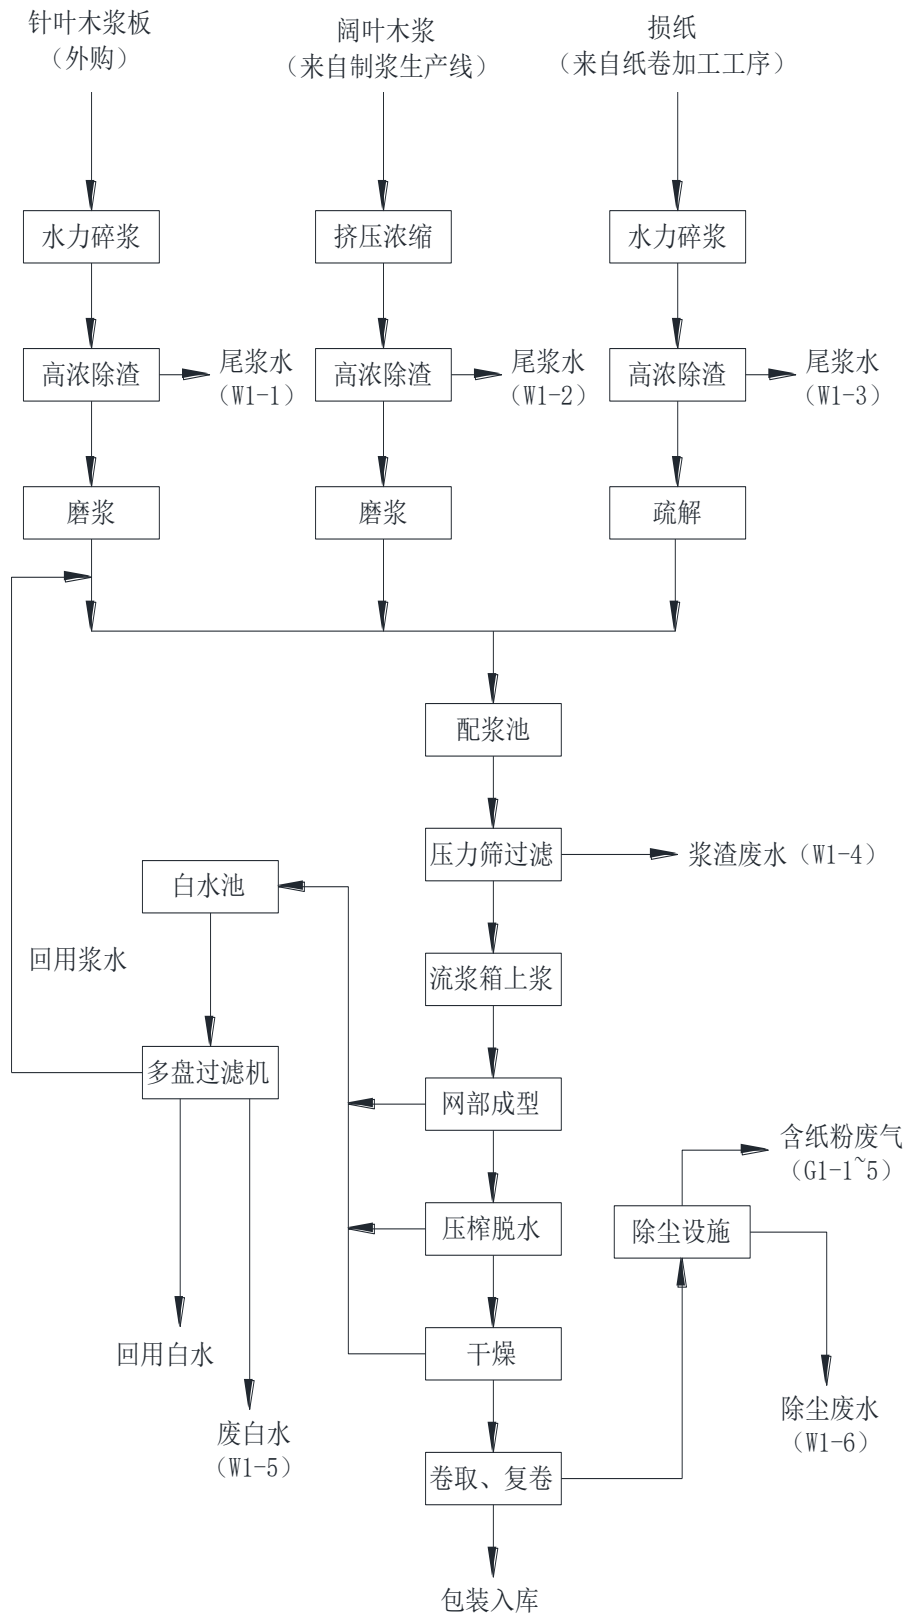 针叶木浆板
（外购）
阔叶木浆
（来自制浆生产线）
损纸
（来自纸卷加工工序）
水力碎浆
挤压浓缩
水力碎浆
高浓除渣
尾浆水
（W1-1）
高浓除渣
尾浆水
（W1-2）
高浓除渣
尾浆水
（W1-3）
磨浆
磨浆
疏解
配浆池
压力筛过滤
浆渣废水（W1-4）
白水池
回用浆水
流浆箱上浆
多盘过滤机
网部成型
含纸粉废气
（G1-1~5）
压榨脱水
除尘设施
回用白水
干燥
除尘废水
（W1-6）
废白水
（W1-5）
卷取、复卷
包装入库